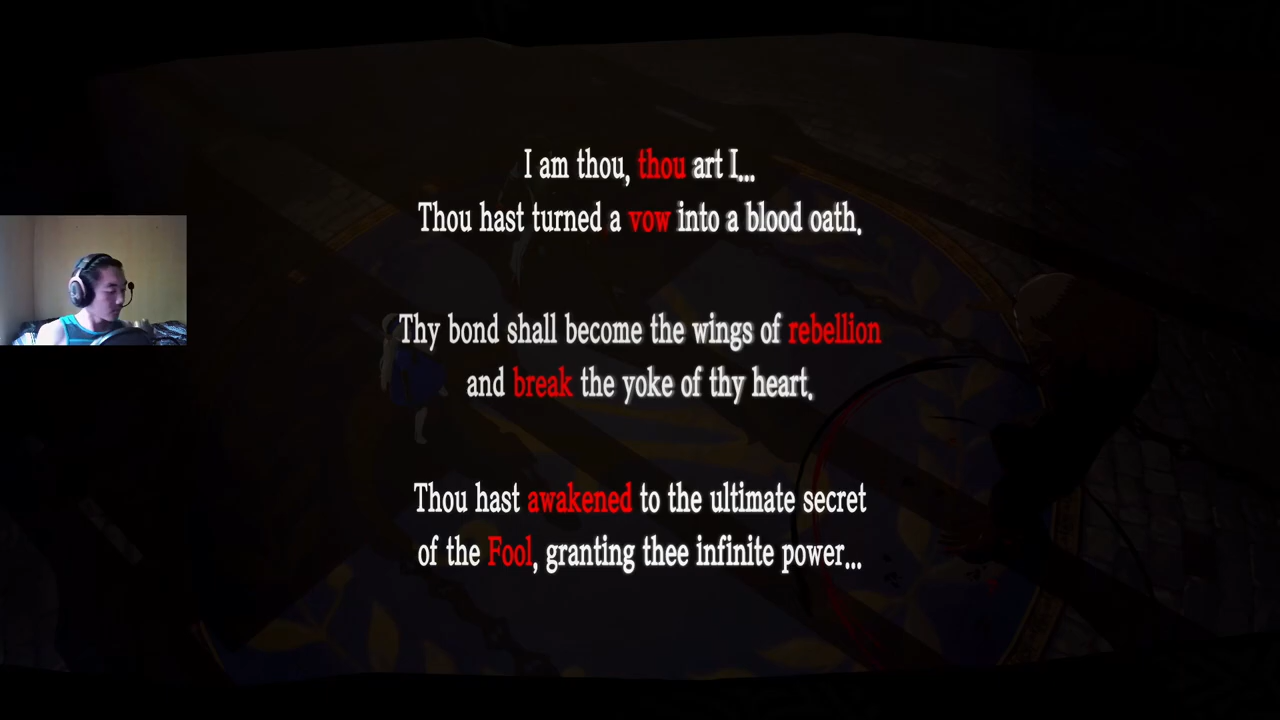 I am thou, thou art I...
Thou hast turned a vow into a blood oath.
Thy bond shall become the wings of rebellion
and break the yoke of thy heart.
Thou hast awakened to the ultimate secret
of the Fool, granting thee infinite power...